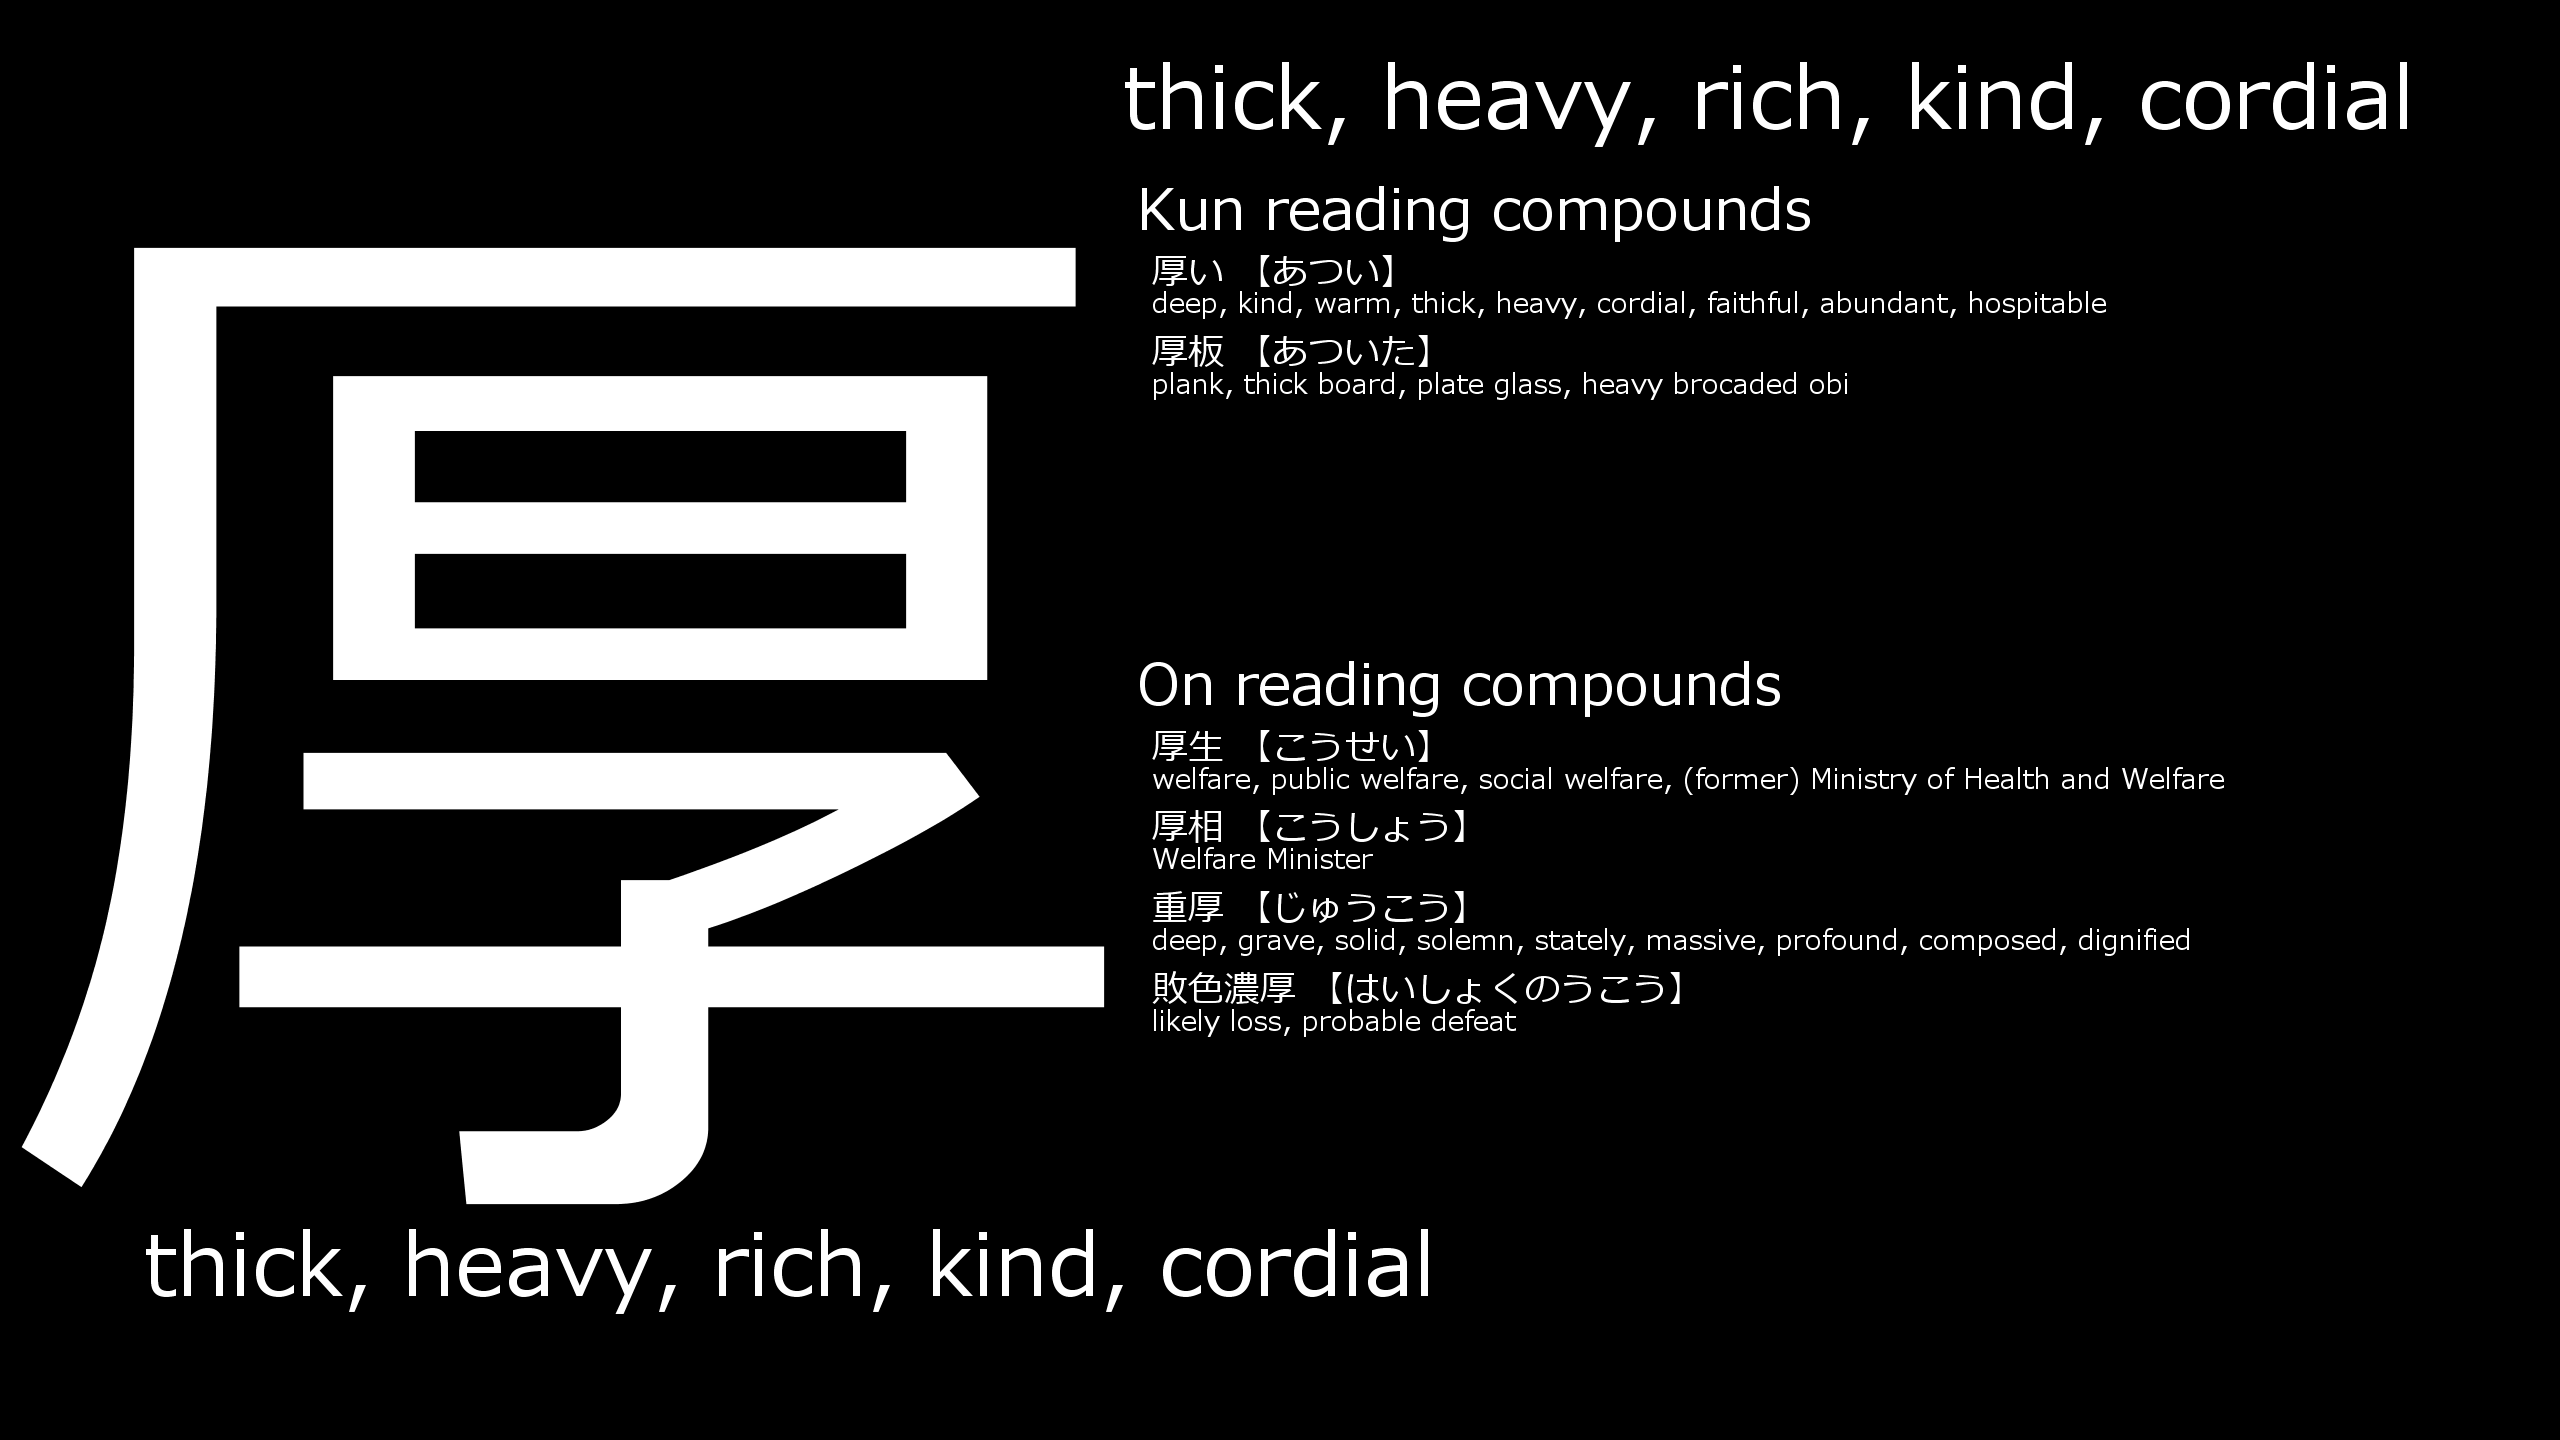 厚
thick, heavy, rich, kind, cordial
Kun reading compounds
厚い 【あつい】
deep, kind, warm, thick, heavy, cordial, faithful, abundant, hospitable
厚板 【あついた】
plank, thick board, plate glass, heavy brocaded obi
On reading compounds
厚生 【こうせい】
welfare, public welfare, social welfare, (former) Ministry of Health and Welfare
厚相 【こうしょう】
Welfare Minister
重厚 【じゅうこう】
deep, grave, solid, solemn, stately, massive, profound, composed, dignified
敗色濃厚 【はいしょくのうこう】
likely loss, probable defeat
thick, heavy, rich, kind, cordial